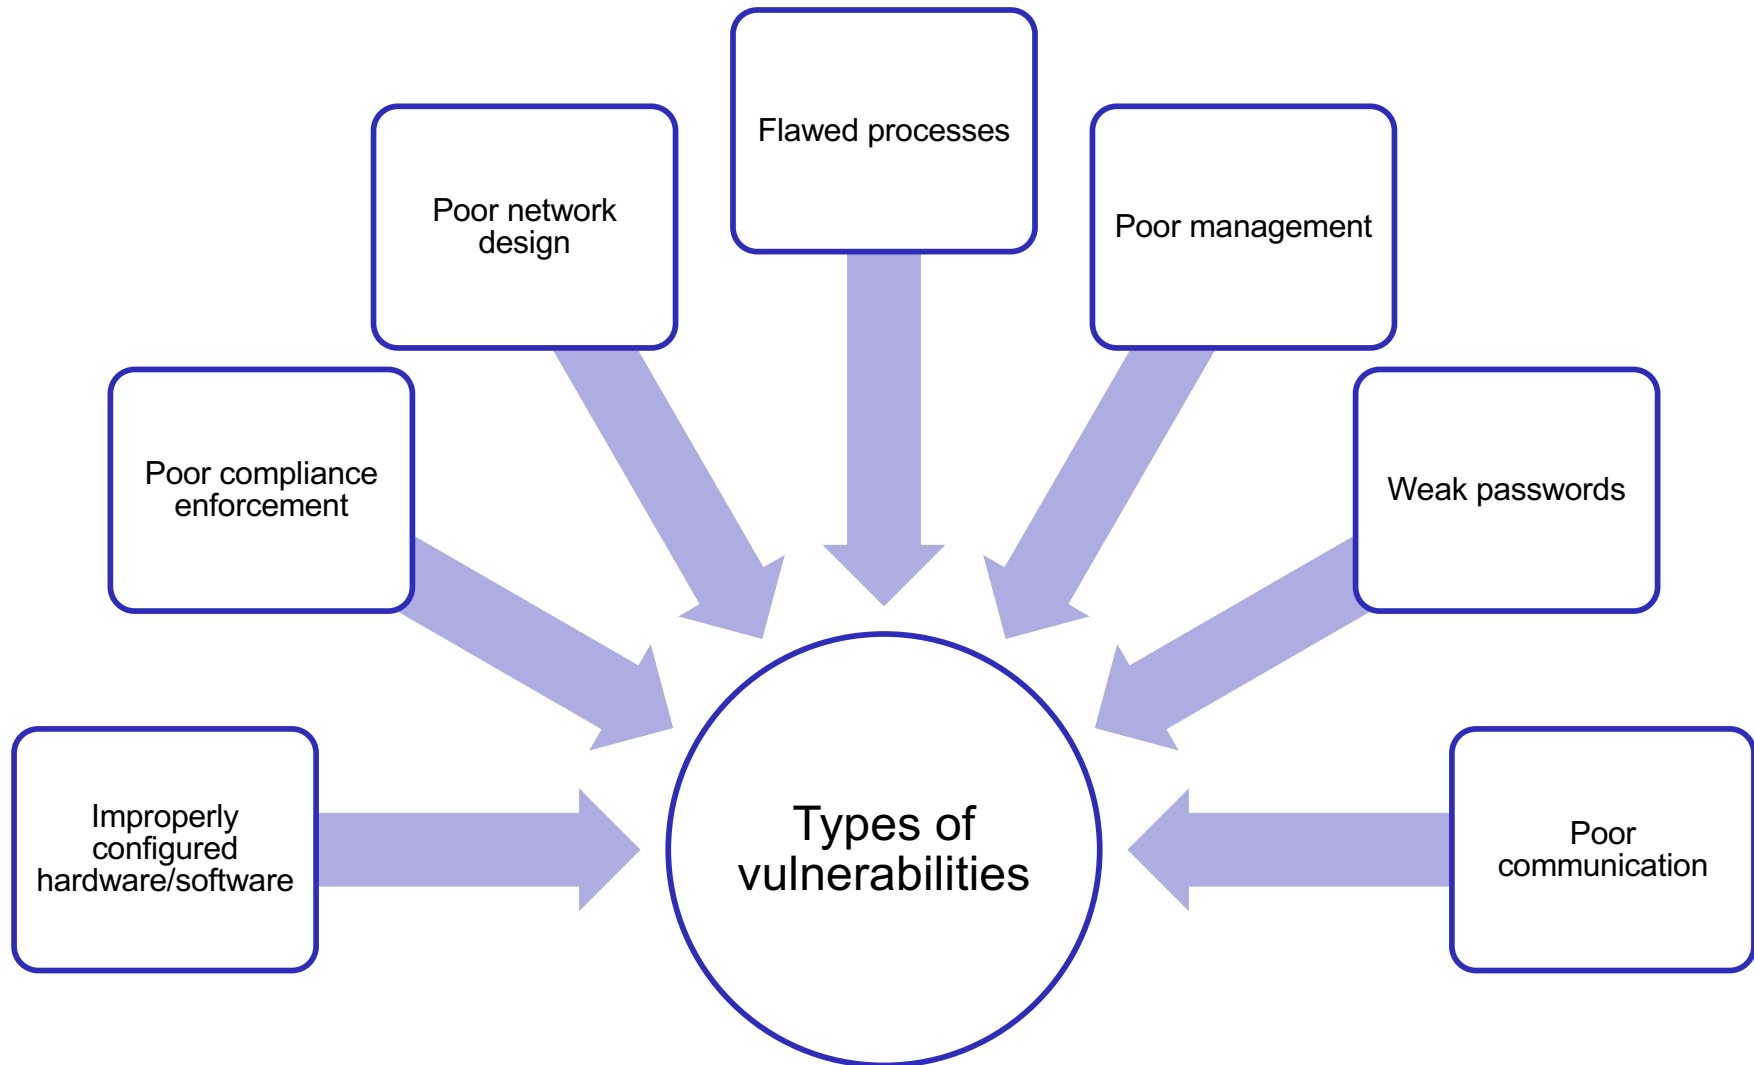 Flawed processes
Poor network
design
Poor management
Poor compliance
enforcement
Weak passwords
Improperly
configured
hardware/software
Types of
vulnerabilities
Poor
communication